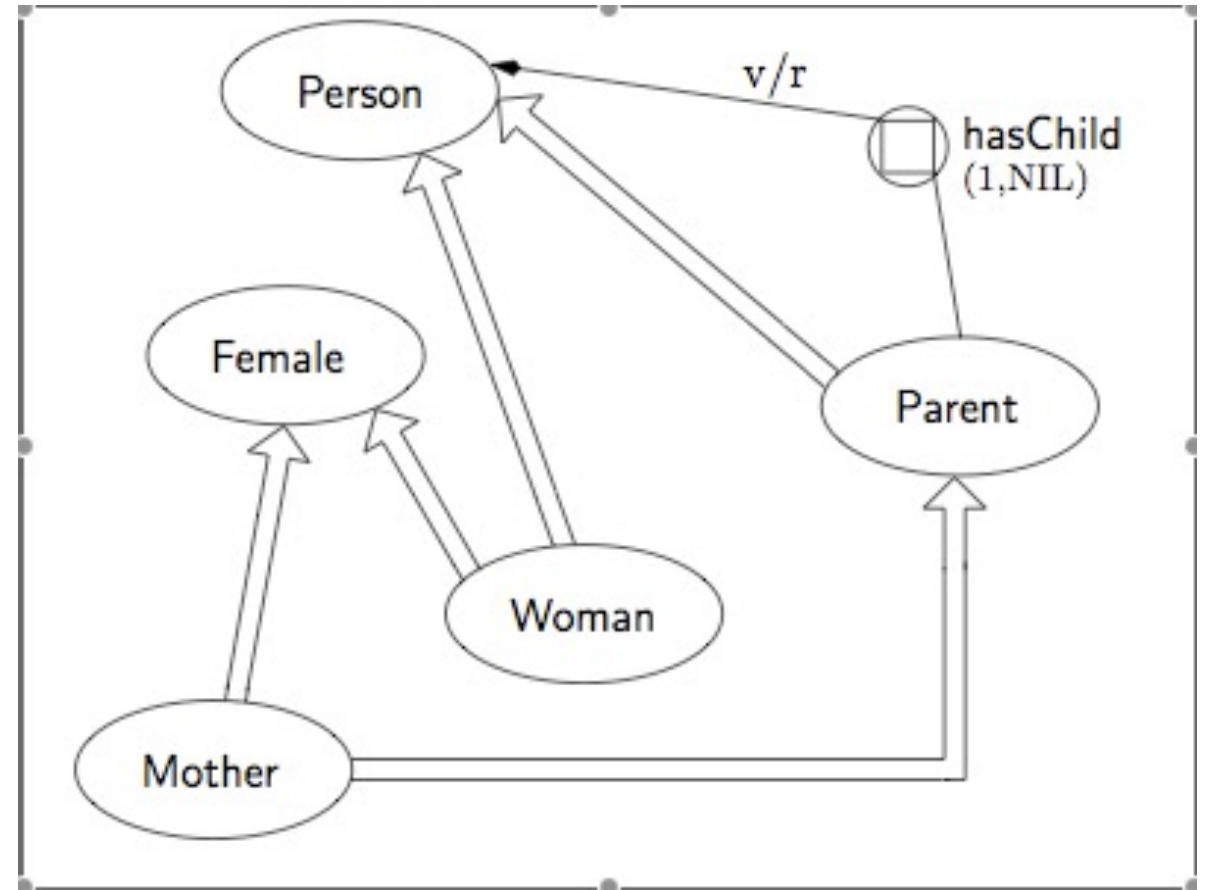 Person
v/r
hasChild
(1,NIL)
Female
Parent
Woman
Mother